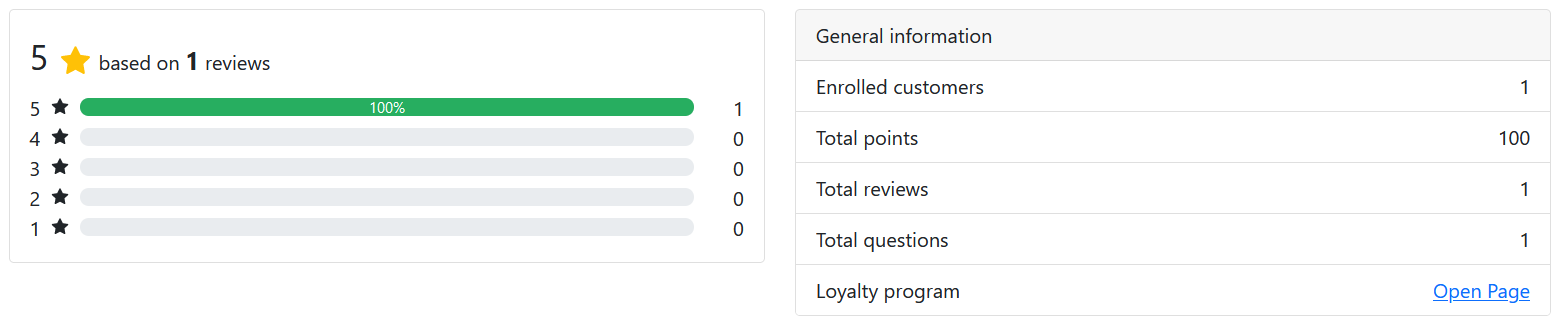 5 based on 1 reviews
5 100% 1
4 0
3 0
2 0
1 0
General information
Enrolled customers 1
Total points 100
Total reviews 1
Total questions 1
Loyalty program Open Page